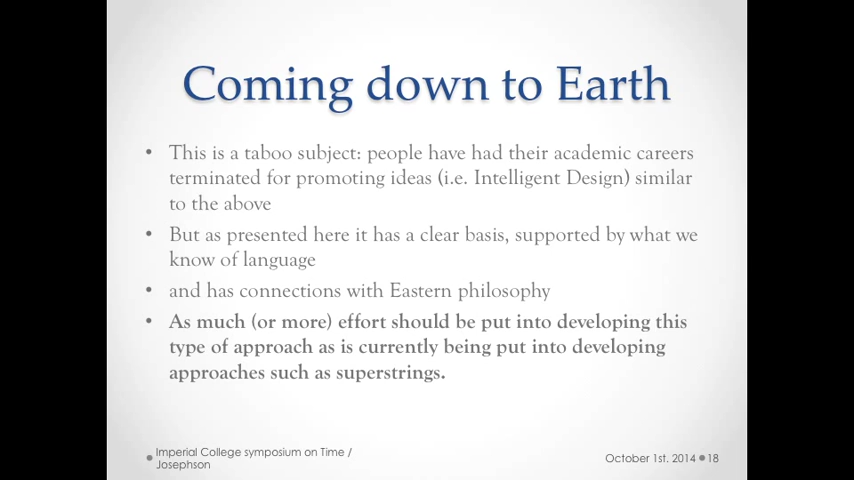 Coming down to Earth
• This is a taboo subject: people have had their academic careers
terminated for promoting ideas (i.e. Intelligent Design) similar
to the above
• But as presented here it has a clear basis, supported by what we
know of language
• and has connections with Eastern philosophy
• As much (or more) effort should be put into developing this
type of approach as is currently being put into developing
approaches such as superstrings.
Imperial College symposium on Time /
Josephson
October 1st. 2014 • 18